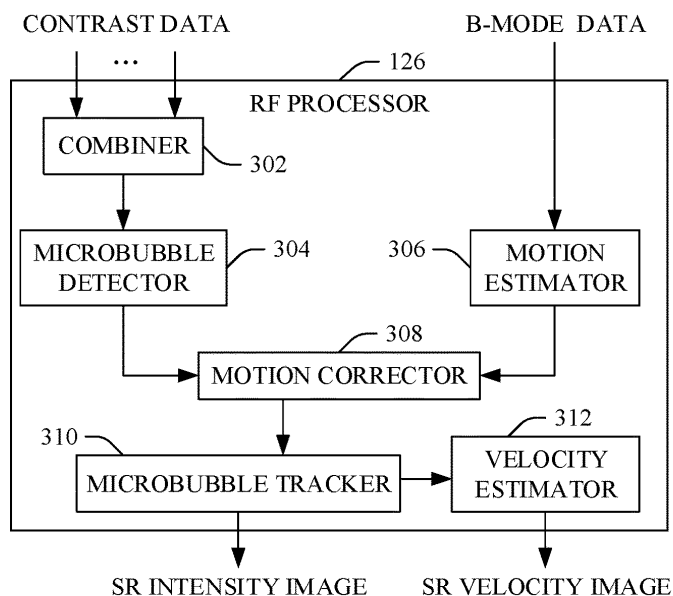 CONTRAST DATA
B-MODE DATA
...
126
RF PROCESSOR
COMBINER
302
MICROBUBBLE
DETECTOR
304
306
MOTION
ESTIMATOR
308
MOTION CORRECTOR
310
312
MICROBUBBLE TRACKER
VELOCITY
ESTIMATOR
SR INTENSITY IMAGE
SR VELOCITY IMAGE